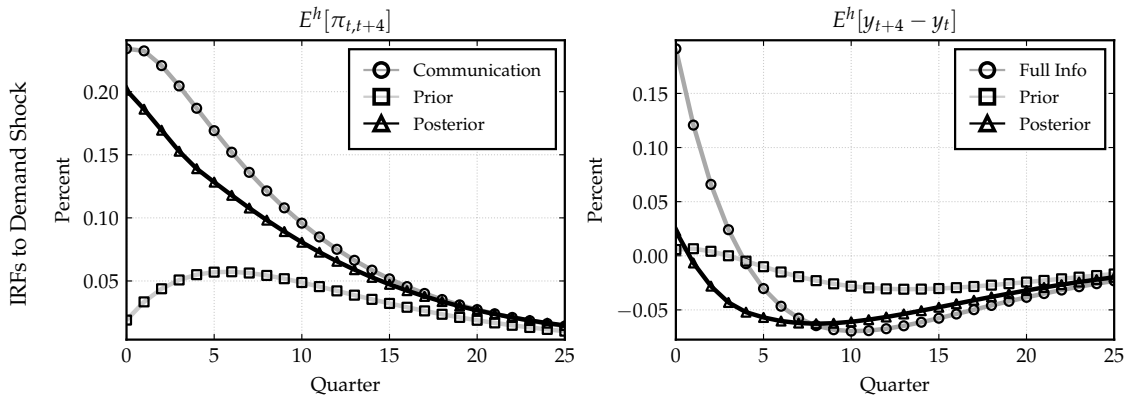 IRFs to Demand Shock
E^h[π_{t,t+4}]
Percent
0.20
0.15
0.10
0.05
Communication
Prior
Posterior
0 5 10 15 20 25
Quarter
E^h[y_{t+4} − y_t]
Percent
0.15
0.10
0.05
0.00
−0.05
Full Info
Prior
Posterior
0 5 10 15 20 25
Quarter